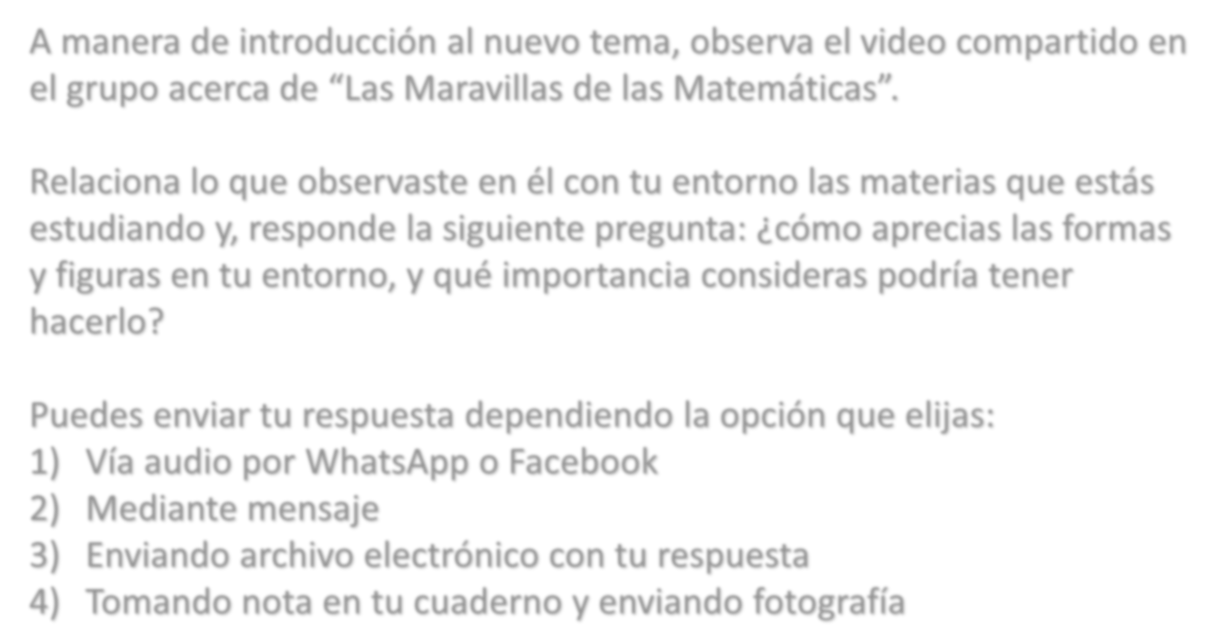 A manera de introducción al nuevo tema, observa el video compartido en
el grupo acerca de “Las Maravillas de las Matemáticas”.
Relaciona lo que observaste en él con tu entorno las materias que estás
estudiando y, responde la siguiente pregunta: ¿cómo aprecias las formas
y figuras en tu entorno, y qué importancia consideras podría tener
hacerlo?
Puedes enviar tu respuesta dependiendo la opción que elijas:
1) Vía audio por WhatsApp o Facebook
2) Mediante mensaje
3) Enviando archivo electrónico con tu respuesta
4) Tomando nota en tu cuaderno y enviando fotografía